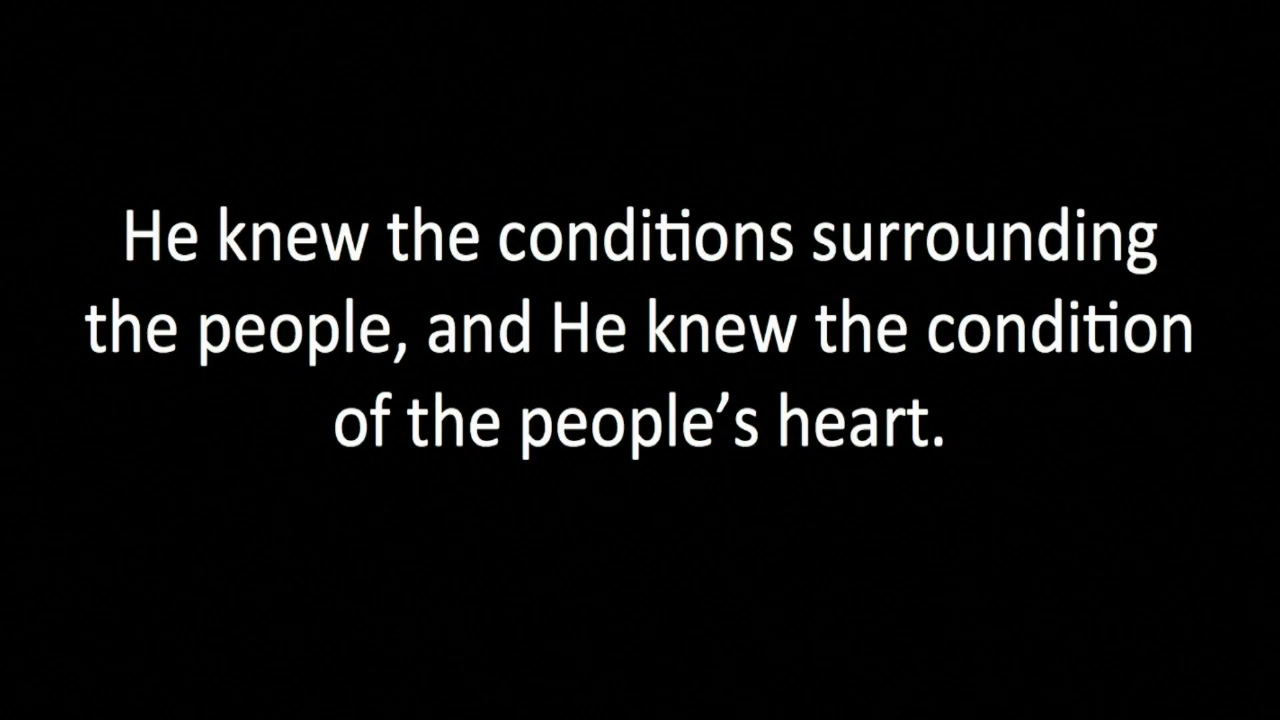 He knew the conditions surrounding
the people, and He knew the condition
of the people’s heart.